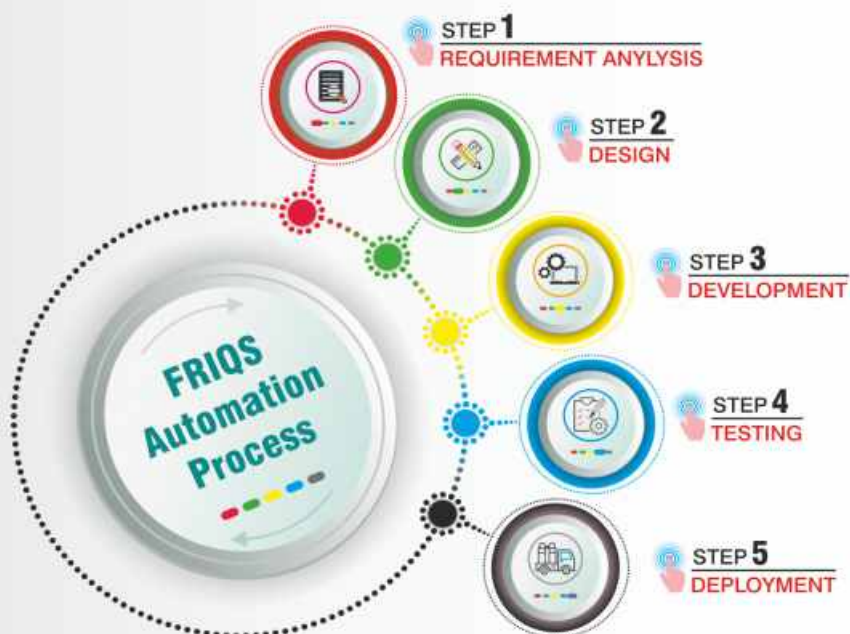 STEP 1
REQUIREMENT ANYLYSIS
STEP 2
DESIGN
STEP 3
DEVELOPMENT
STEP 4
TESTING
STEP 5
DEPLOYMENT
FRIQS
Automation
Process